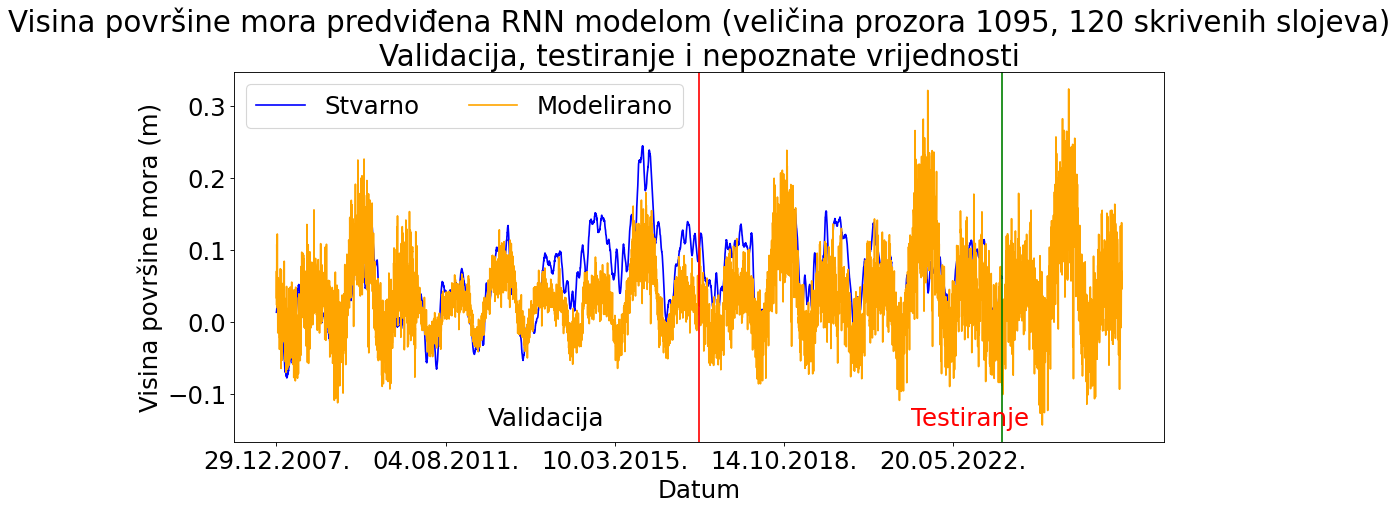 Visina površine mora predviđena RNN modelom (veličina prozora 1095, 120 skrivenih slojeva)
Validacija, testiranje i nepoznate vrijednosti
Stvarno Modelirano
Visina površine mora (m)
0.3
0.2
0.1
0.0
−0.1
Validacija Testiranje
29.12.2007. 04.08.2011. 10.03.2015. 14.10.2018. 20.05.2022.
Datum